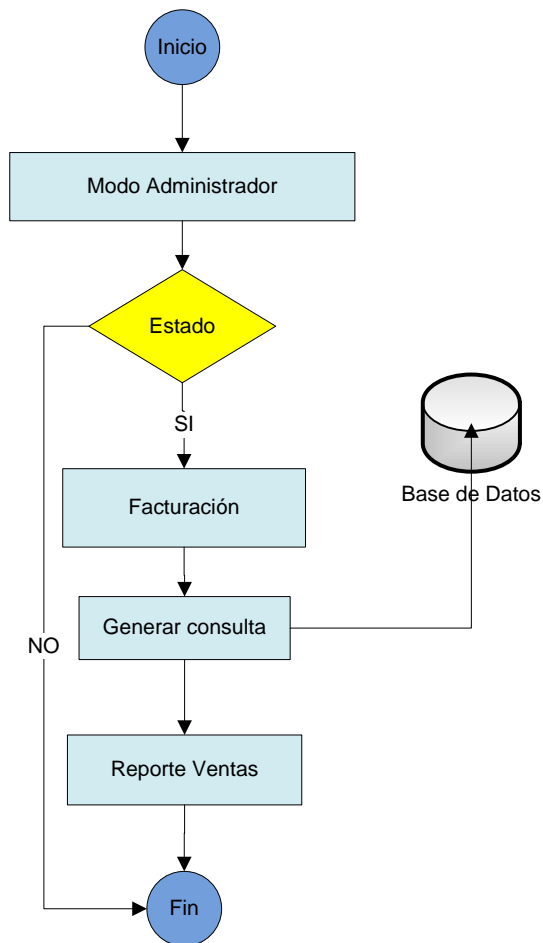 Inicio
Modo Administrador
Estado
SI
Facturación
Base de Datos
Generar consulta
NO
Reporte Ventas
Fin